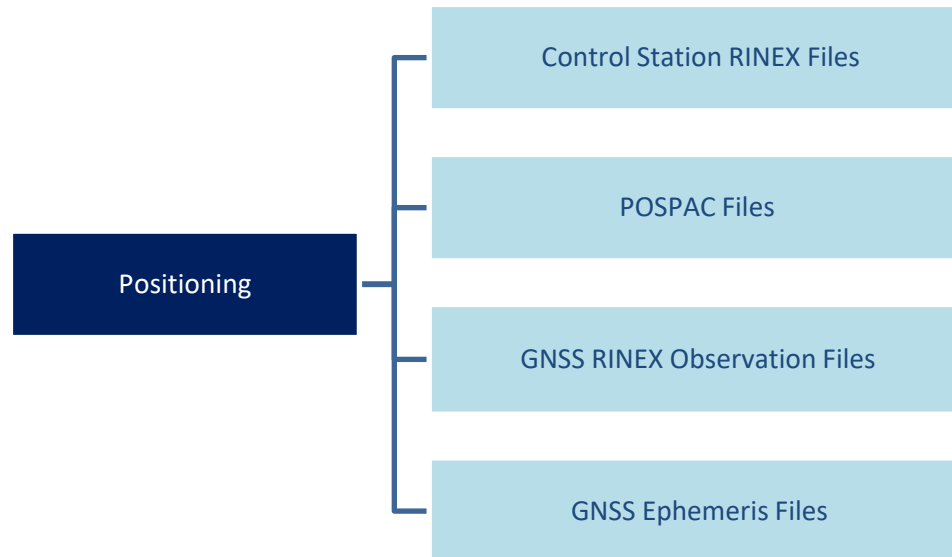 Control Station RINEX Files
POSPAC Files
Positioning
GNSS RINEX Observation Files
GNSS Ephemeris Files